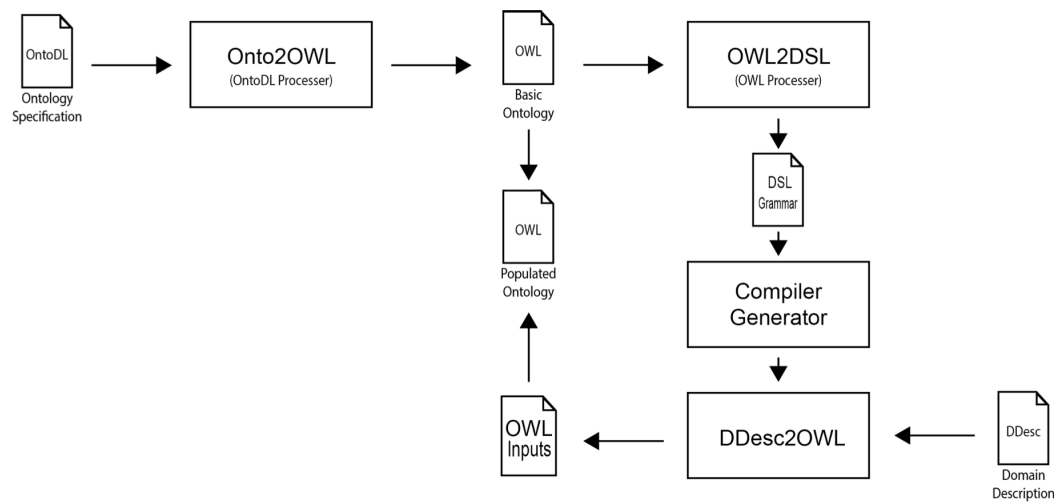 OntoDL
Ontology
Specification
Onto2OWL
(OntoDL Processer)
OWL
Basic
Ontology
OWL2DSL
(OWL Processer)
DSL
Grammar
OWL
Populated
Ontology
Compiler
Generator
OWL
Inputs
DDesc2OWL
DDesc
Domain
Description